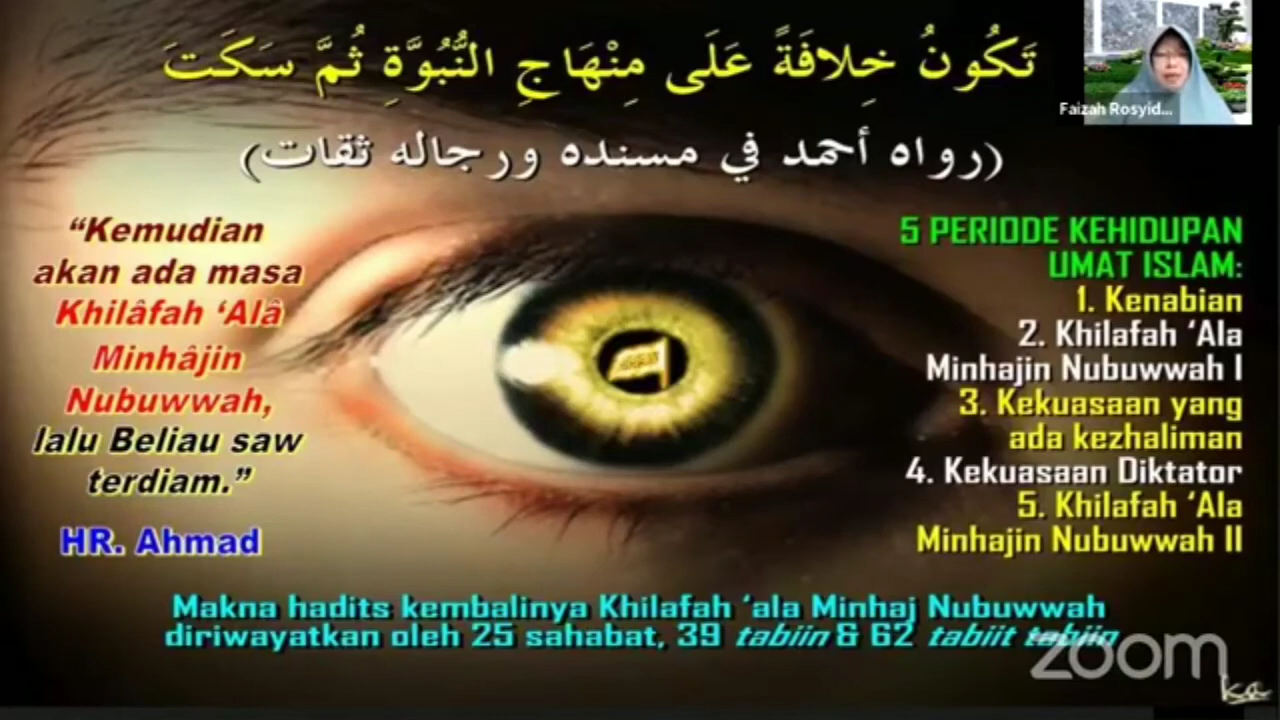 تَكُونُ خِلافَةً عَلَى مِنْهَاجِ النُّبُوَّةِ ثُمَّ سَكَتَ
(رواه أحمد في مسنده ورجاله ثقات)
Faizah Rosyid...
“Kemudian
akan ada masa
Khilâfah ‘Alâ
Minhâjin
Nubuwwah,
lalu Beliau saw
terdiam.”
HR. Ahmad
5 PERIODE KEHIDUPAN
UMAT ISLAM:
1. Kenabian
2. Khilafah ‘Ala
Minhajin Nubuwwah I
3. Kekuasaan yang
ada kezhaliman
4. Kekuasaan Diktator
5. Khilafah ‘Ala
Minhajin Nubuwwah II
Makna hadits kembalinya Khilafah ‘ala Minhaj Nubuwwah
diriwayatkan oleh 25 sahabat, 39 tabiin & 62 tabiit tabiin
zoom